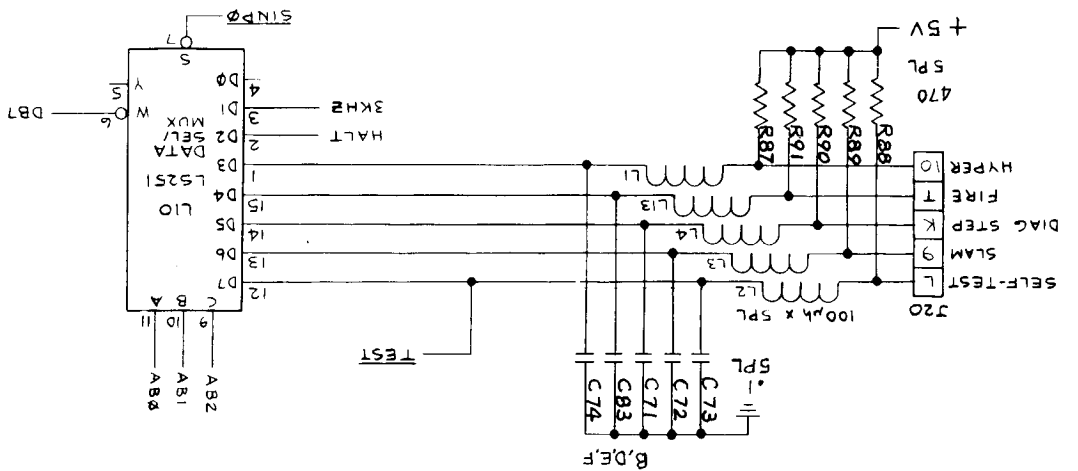 SINPØ
7
S
Y
5
W
6
DB7
DØ
4
D1
3
3KHZ
D2
2
HALT
D3
1
D4
15
D5
14
D6
13
D7
12
L10
LS251
DATA
SEL/
MUX
A
B
C
11
10
9
ABØ
AB1
AB2
TEST
L1
L13
L4
L3
L2
100µh x 5PL
+5V
470
5PL
R87
R91
R90
R89
R88
10
HYPER
T
FIRE
K
DIAG STEP
9
SLAM
L
SELF-TEST
J20
C74
C83
C71
C72
C73
.1
5PL
B,D,E,F